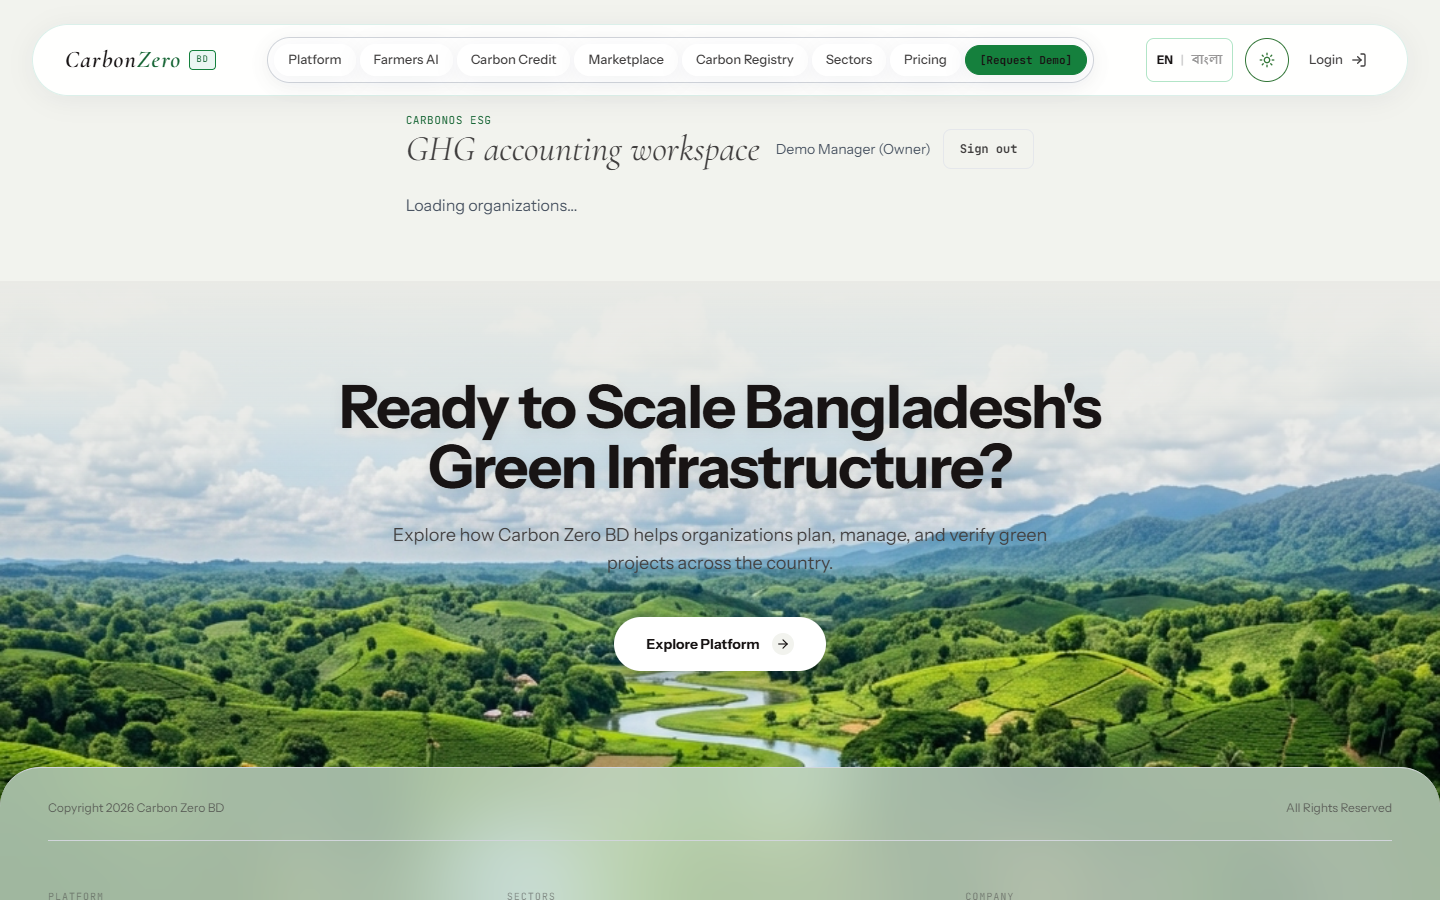 CarbonZero BD
Platform
Farmers AI
Carbon Credit
Marketplace
Carbon Registry
Sectors
Pricing
[Request Demo]
EN | বাংলা
Login
CARBONOS ESG
GHG accounting workspace
Demo Manager (Owner)
Sign out
Loading organizations...
Ready to Scale Bangladesh's
Green Infrastructure?
Explore how Carbon Zero BD helps organizations plan, manage, and verify green
projects across the country.
Explore Platform
Copyright 2026 Carbon Zero BD
All Rights Reserved
PLATFORM
SECTORS
COMPANY